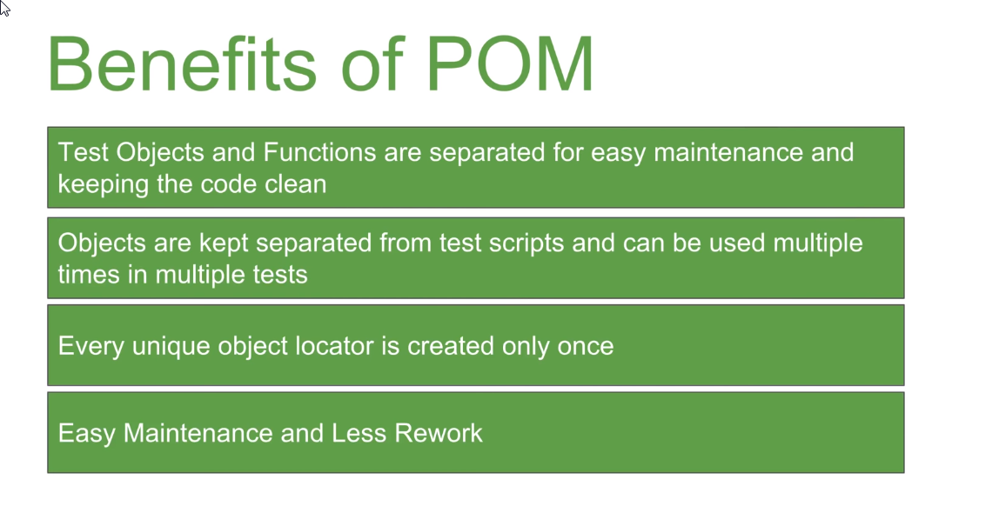 Benefits of POM
Test Objects and Functions are separated for easy maintenance and
keeping the code clean
Objects are kept separated from test scripts and can be used multiple
times in multiple tests
Every unique object locator is created only once
Easy Maintenance and Less Rework